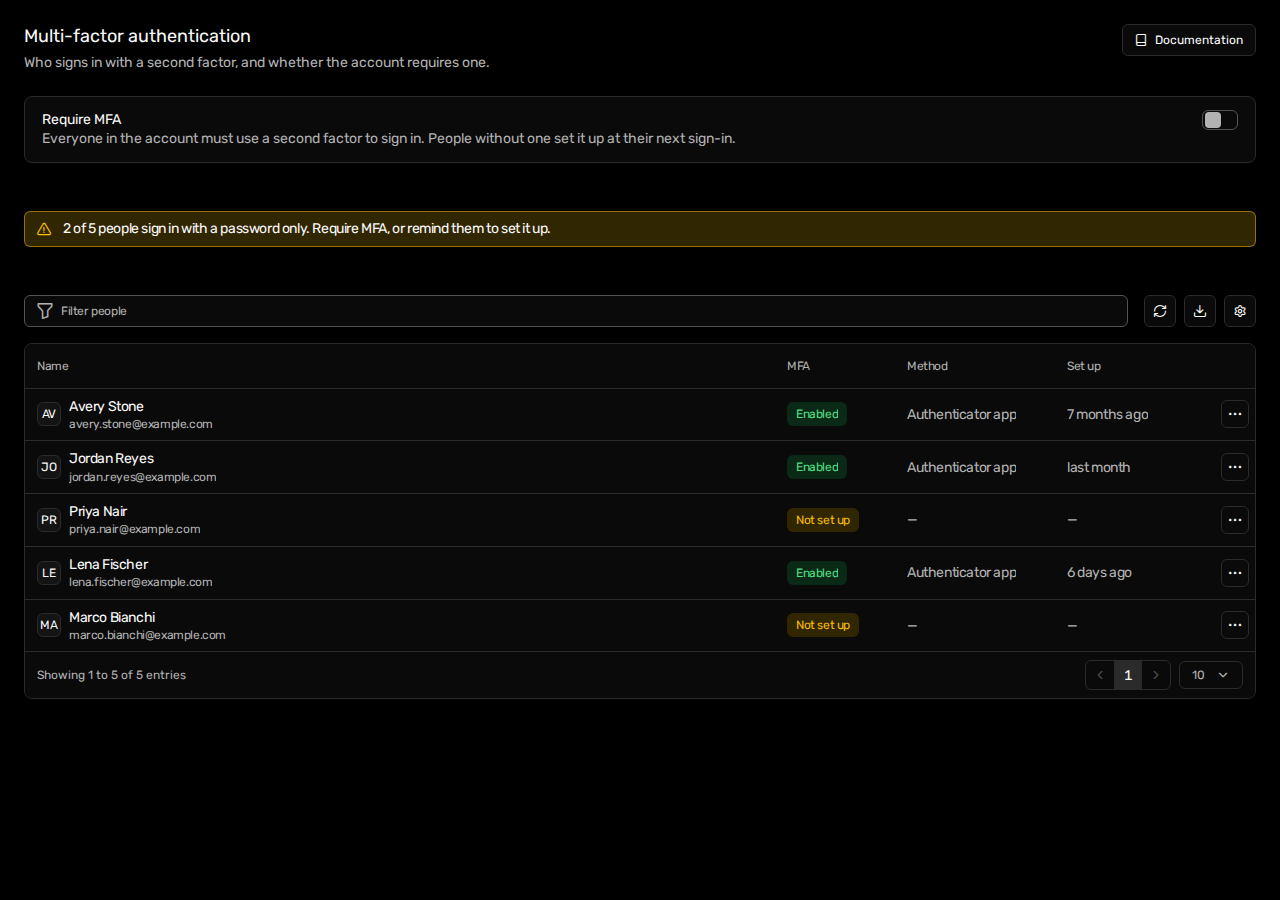 Multi-factor authentication
Documentation
Who signs in with a second factor, and whether the account requires one.
Require MFA
Everyone in the account must use a second factor to sign in. People without one set it up at their next sign-in.
2 of 5 people sign in with a password only. Require MFA, or remind them to set it up.
Filter people
Name MFA Method Set up
AV Avery Stone Enabled Authenticator app 7 months ago
avery.stone@example.com
JO Jordan Reyes Enabled Authenticator app last month
jordan.reyes@example.com
PR Priya Nair Not set up — —
priya.nair@example.com
LE Lena Fischer Enabled Authenticator app 6 days ago
lena.fischer@example.com
MA Marco Bianchi Not set up — —
marco.bianchi@example.com
Showing 1 to 5 of 5 entries 1 10